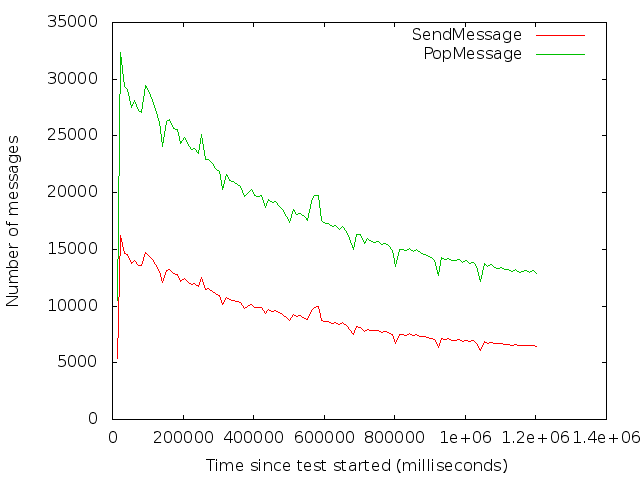 35000
SendMessage
PopMessage
30000
25000
20000
15000
10000
5000
0
Number of messages
0 200000 400000 600000 800000 1e+06 1.2e+06 1.4e+06
Time since test started (milliseconds)